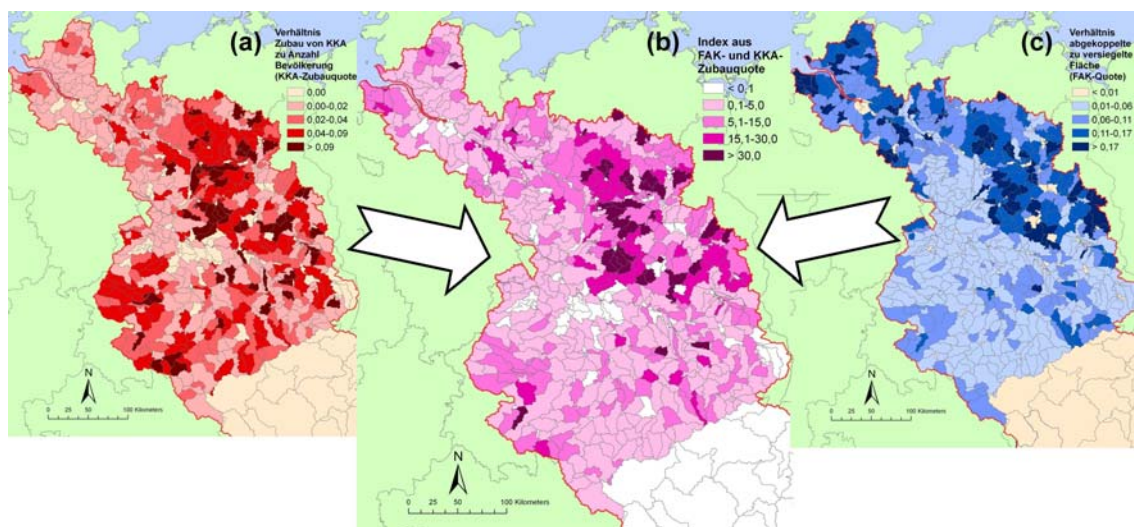 (a)
Verhältnis
Zubau von KKA
zu Anzahl
Bevölkerung
(KKA-Zubauquote)
0,00
0,00-0,02
0,02-0,04
0,04-0,09
> 0,09
N
0 25 50 100 Kilometers
(b)
Index aus
FAK- und KKA-
Zubauquote
< 0,1
0,1-5,0
5,1-15,0
15,1-30,0
> 30,0
N
0 25 50 100 Kilometers
(c)
Verhältnis
abgekoppelte
zu versiegelte
Fläche
(FAK-Quote)
< 0,01
0,01-0,06
0,06-0,11
0,11-0,17
> 0,17
N
0 25 50 100 Kilometers